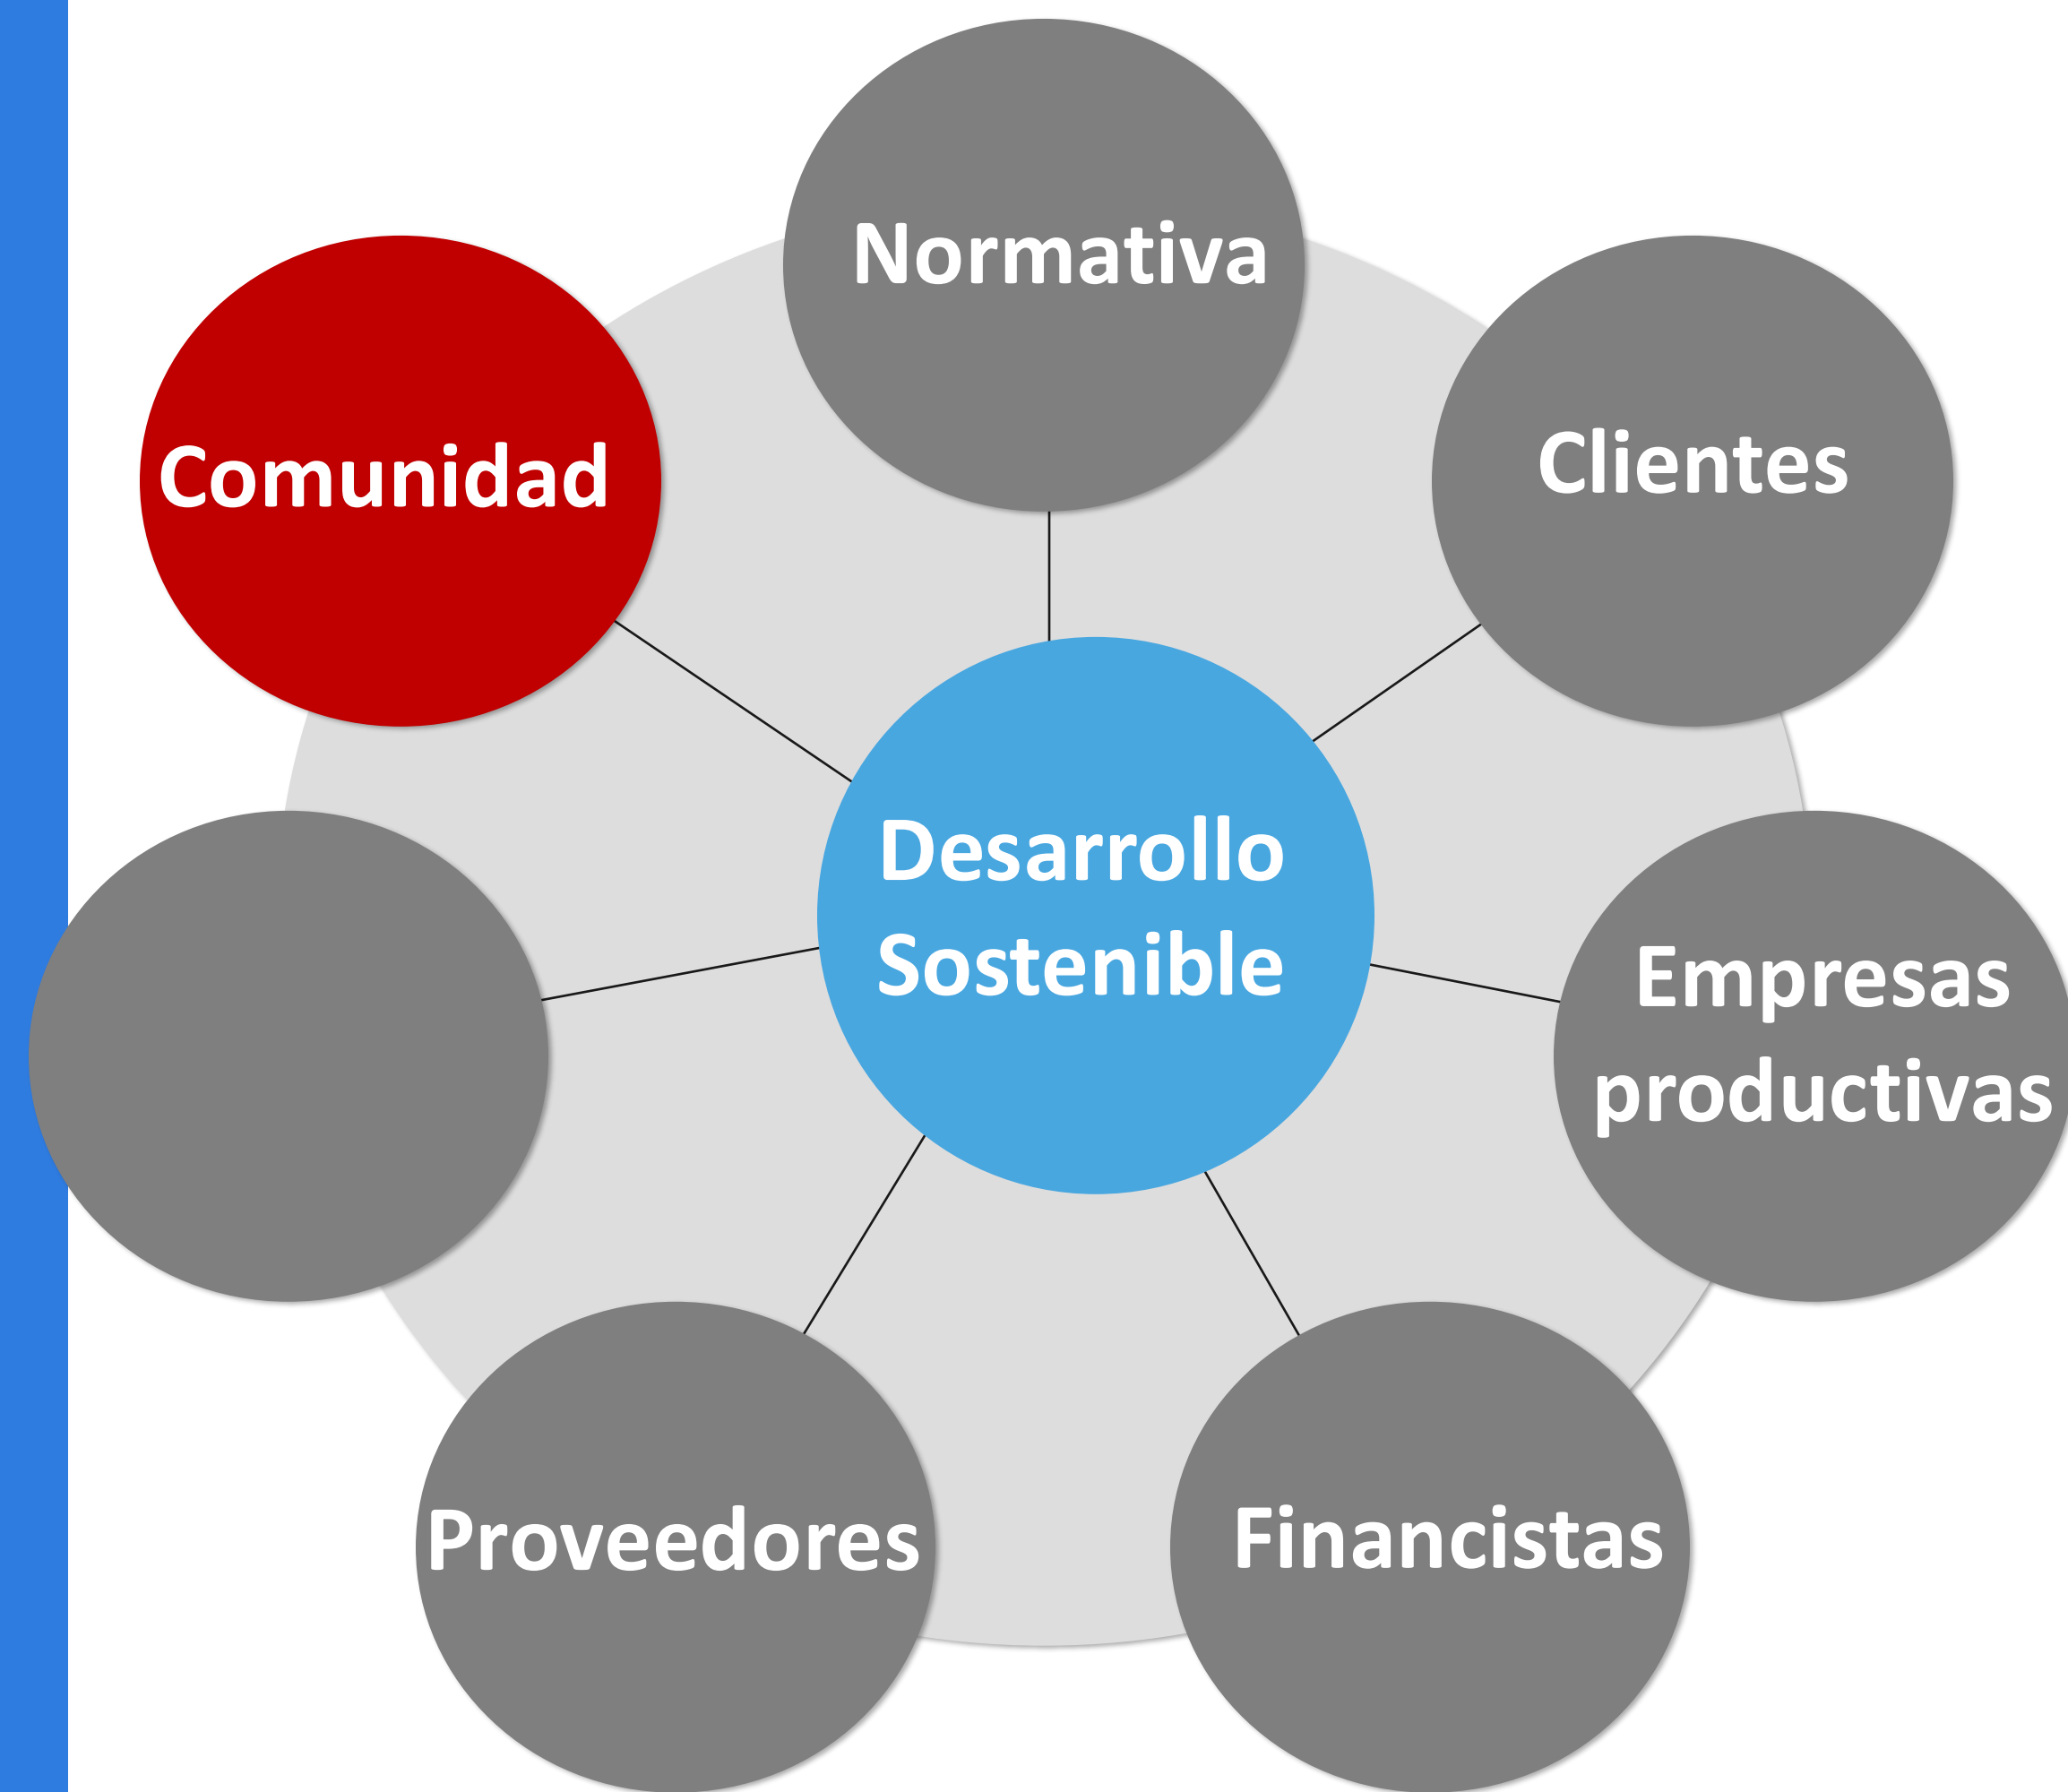 Normativa
Comunidad
Clientes
Desarrollo
Sostenible
Empresas
productivas
Proveedores
Financistas